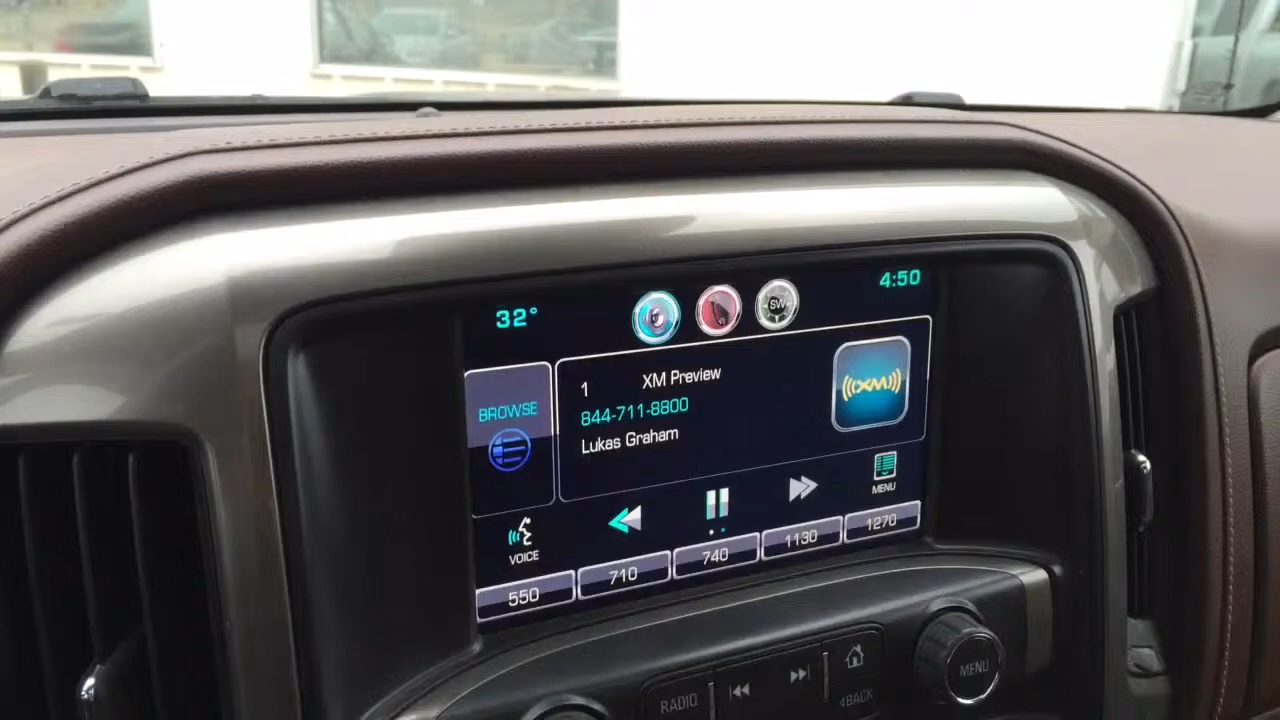 32°
SW
4:50
BROWSE
1 XM Preview
844-711-8800
Lukas Graham
XM
VOICE
MENU
550
710
740
1130
1270
RADIO
BACK
MENU